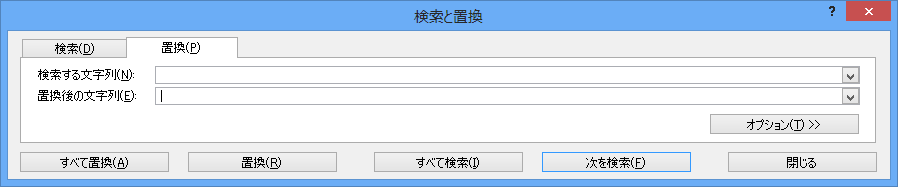 検索と置換
?
検索(D) 置換(P)
検索する文字列(N):
置換後の文字列(E):
オプション(T) >>
すべて置換(A) 置換(R) すべて検索(I) 次を検索(F) 閉じる